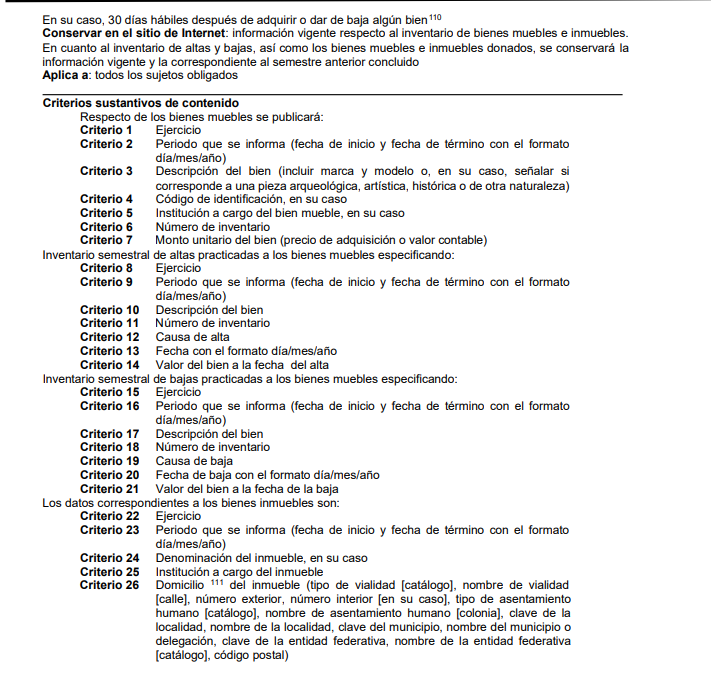 En su caso, 30 días hábiles después de adquirir o dar de baja algún bien110
Conservar en el sitio de Internet: información vigente respecto al inventario de bienes muebles e inmuebles.
En cuanto al inventario de altas y bajas, así como los bienes muebles e inmuebles donados, se conservará la
información vigente y la correspondiente al semestre anterior concluido
Aplica a: todos los sujetos obligados
Criterios sustantivos de contenido
Respecto de los bienes muebles se publicará:
Criterio 1 Ejercicio
Criterio 2 Periodo que se informa (fecha de inicio y fecha de término con el formato
día/mes/año)
Criterio 3 Descripción del bien (incluir marca y modelo o, en su caso, señalar si
corresponde a una pieza arqueológica, artística, histórica o de otra naturaleza)
Criterio 4 Código de identificación, en su caso
Criterio 5 Institución a cargo del bien mueble, en su caso
Criterio 6 Número de inventario
Criterio 7 Monto unitario del bien (precio de adquisición o valor contable)
Inventario semestral de altas practicadas a los bienes muebles especificando:
Criterio 8 Ejercicio
Criterio 9 Periodo que se informa (fecha de inicio y fecha de término con el formato
día/mes/año)
Criterio 10 Descripción del bien
Criterio 11 Número de inventario
Criterio 12 Causa de alta
Criterio 13 Fecha con el formato día/mes/año
Criterio 14 Valor del bien a la fecha del alta
Inventario semestral de bajas practicadas a los bienes muebles especificando:
Criterio 15 Ejercicio
Criterio 16 Periodo que se informa (fecha de inicio y fecha de término con el formato
día/mes/año)
Criterio 17 Descripción del bien
Criterio 18 Número de inventario
Criterio 19 Causa de baja
Criterio 20 Fecha de baja con el formato día/mes/año
Criterio 21 Valor del bien a la fecha de la baja
Los datos correspondientes a los bienes inmuebles son:
Criterio 22 Ejercicio
Criterio 23 Periodo que se informa (fecha de inicio y fecha de término con el formato
día/mes/año)
Criterio 24 Denominación del inmueble, en su caso
Criterio 25 Institución a cargo del inmueble
Criterio 26 Domicilio 111 del inmueble (tipo de vialidad [catálogo], nombre de vialidad
[calle], número exterior, número interior [en su caso], tipo de asentamiento
humano [catálogo], nombre de asentamiento humano [colonia], clave de la
localidad, nombre de la localidad, clave del municipio, nombre del municipio o
delegación, clave de la entidad federativa, nombre de la entidad federativa
[catálogo], código postal)